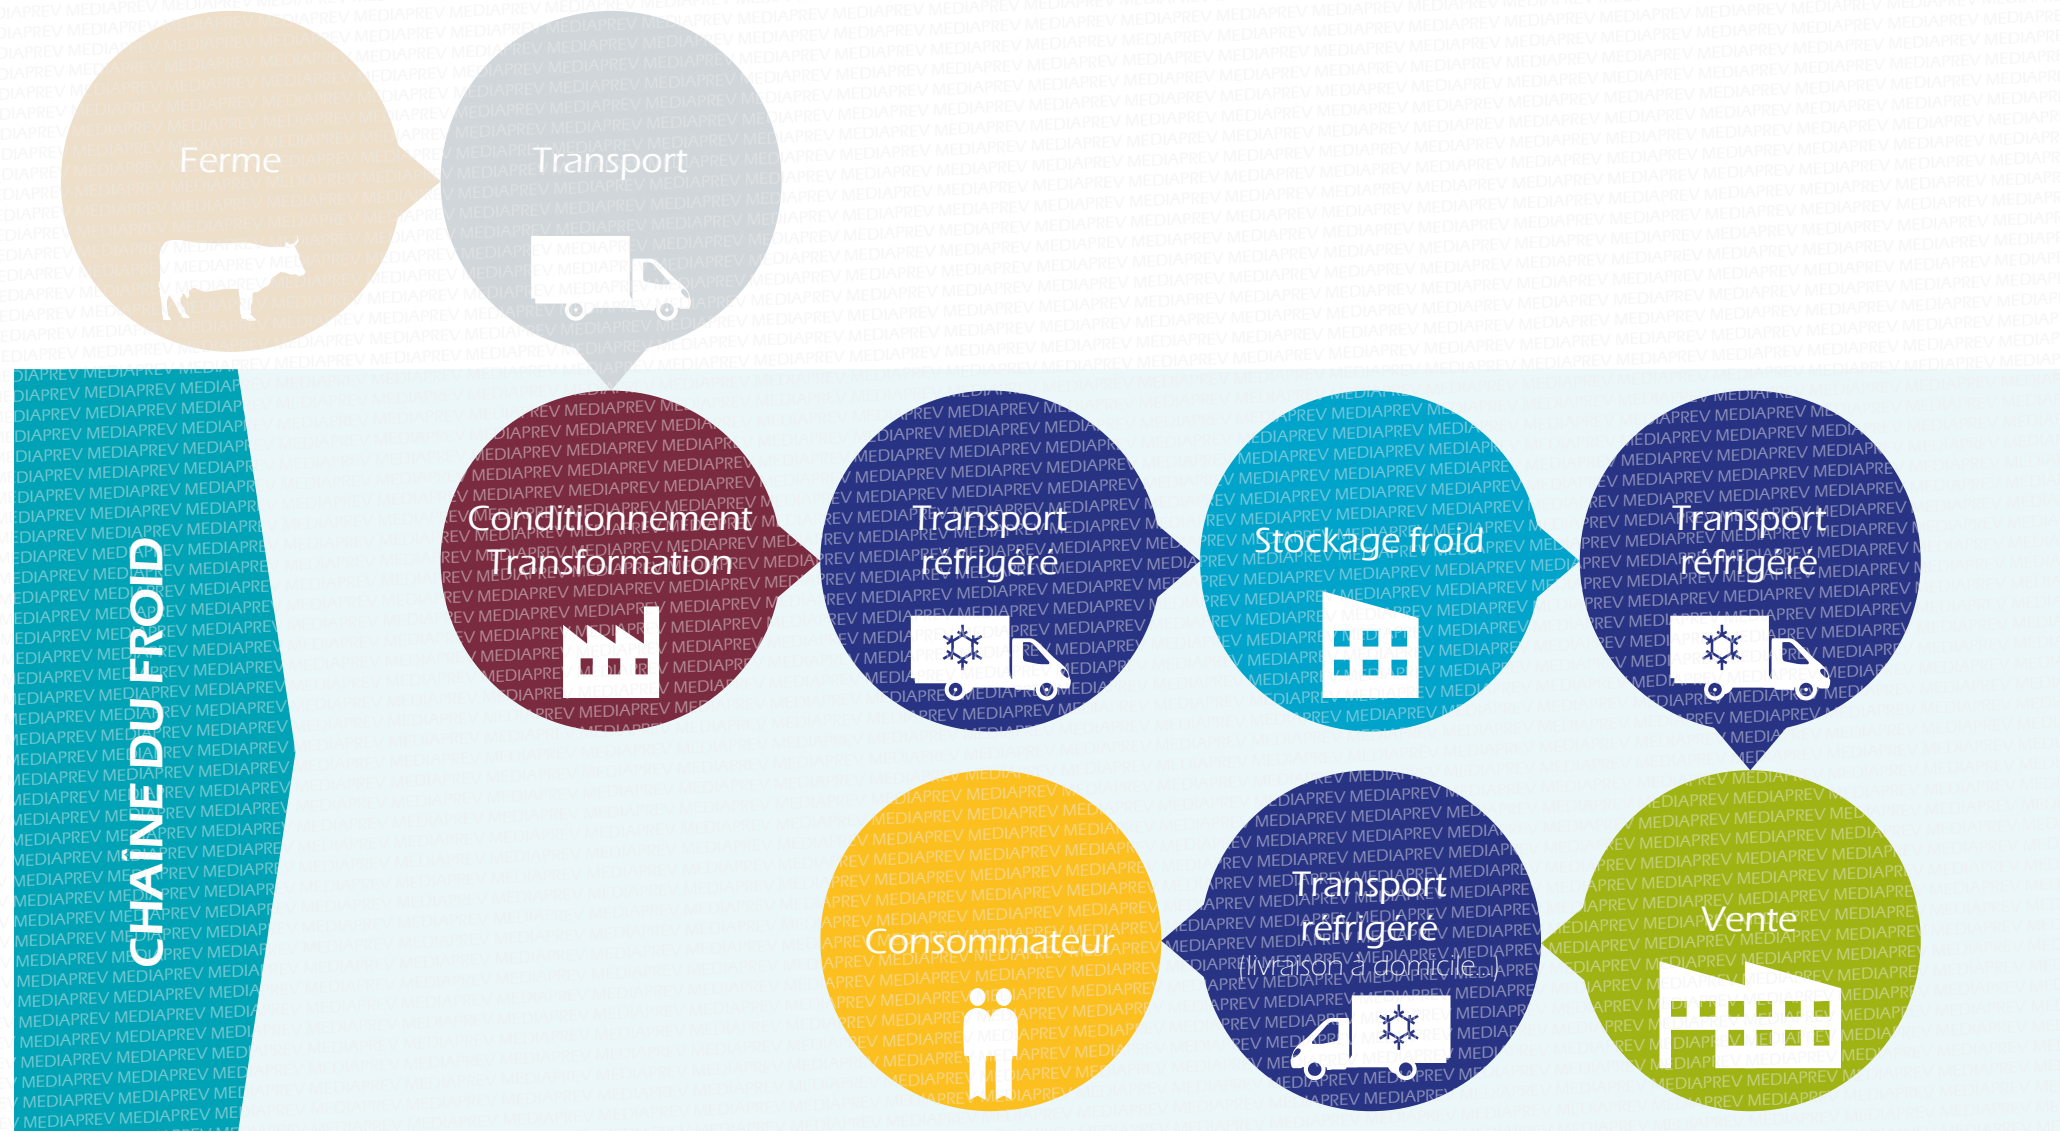 Ferme
Transport
CHAÎNE DU FROID
Conditionnement
Transformation
Transport
réfrigéré
Stockage froid
Transport
réfrigéré
Consommateur
Transport
réfrigéré
(livraison à domicile...)
Vente
MEDIAPREV